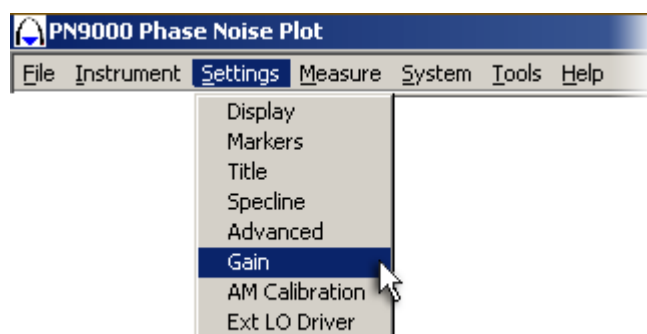 PN9000 Phase Noise Plot
File Instrument Settings Measure System Tools Help
Display
Markers
Title
Specline
Advanced
Gain
AM Calibration
Ext LO Driver